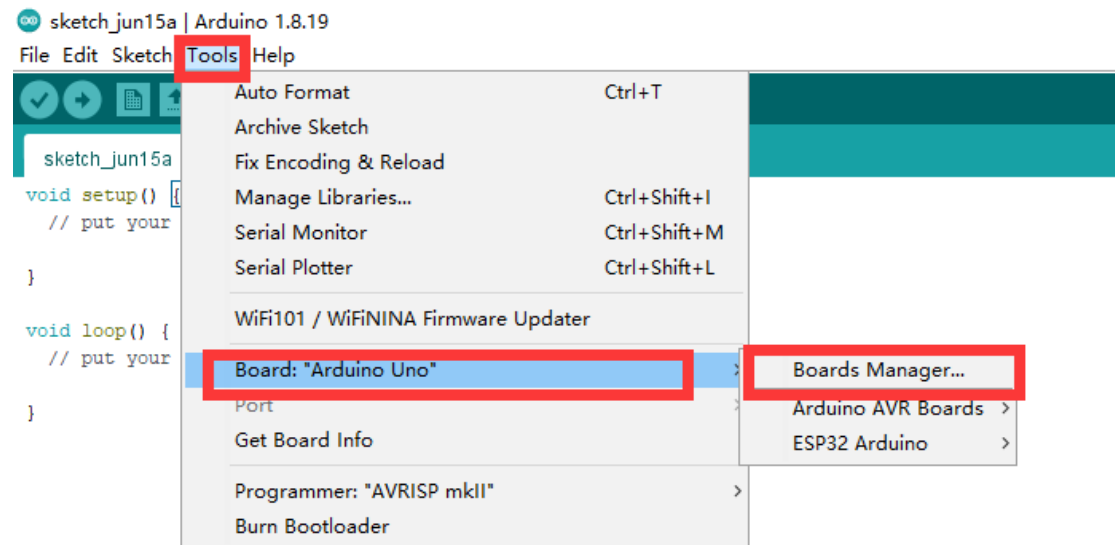 sketch_jun15a | Arduino 1.8.19
File Edit Sketch Tools Help
Auto Format Ctrl+T
Archive Sketch
sketch_jun15a
Fix Encoding & Reload
void setup() {
Manage Libraries... Ctrl+Shift+I
// put your
Serial Monitor Ctrl+Shift+M
Serial Plotter Ctrl+Shift+L
}
WiFi101 / WiFiNINA Firmware Updater
void loop() {
// put your
Board: "Arduino Uno" >
Boards Manager...
Port >
Arduino AVR Boards >
}
Get Board Info
ESP32 Arduino >
Programmer: "AVRISP mkII" >
Burn Bootloader